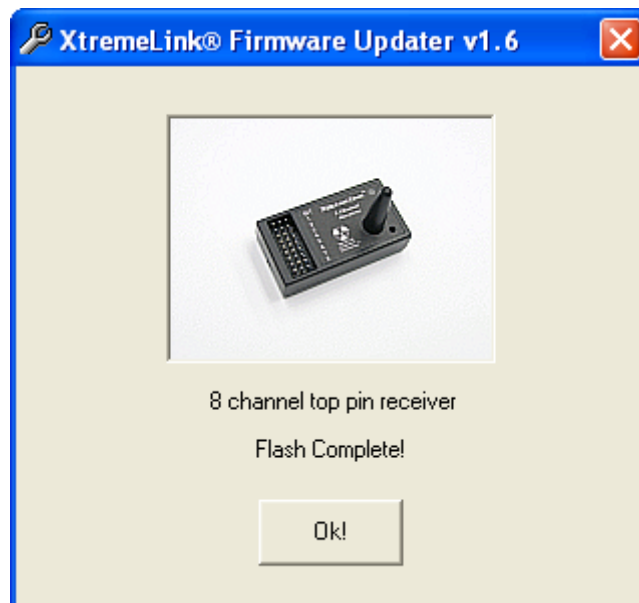 XtremeLink® Firmware Updater v1.6
8 channel top pin receiver
Flash Complete!
Ok!